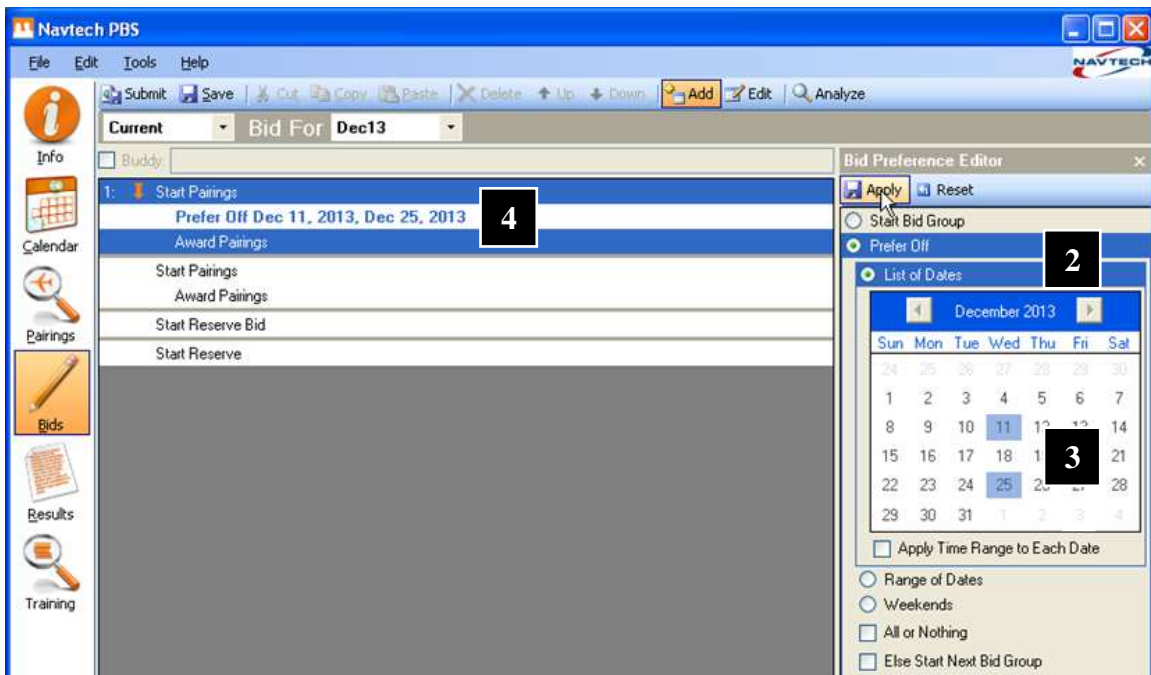 Navtech PBS
File Edit Tools Help
NAVTECH
Submit Save Cut Copy Paste Delete Up Down Add Edit Analyze
Current Bid For Dec13
Info
Buddy:
Bid Preference Editor
1: Start Pairings
Apply Reset
Prefer Off Dec 11, 2013, Dec 25, 2013
4
Start Bid Group
Calendar
Award Pairings
Prefer Off
2
Start Pairings
List of Dates
Award Pairings
December 2013
Pairings
Start Reserve Bid
Sun Mon Tue Wed Thu Fri Sat
Start Reserve
24 25 26 27 28 29 30
1 2 3 4 5 6 7
Bids
8 9 10 11 12 13 14
15 16 17 18 21
3
22 23 24 25 28
Results
29 30 31 1 2 3 4
Apply Time Range to Each Date
Range of Dates
Training
Weekends
All or Nothing
Else Start Next Bid Group